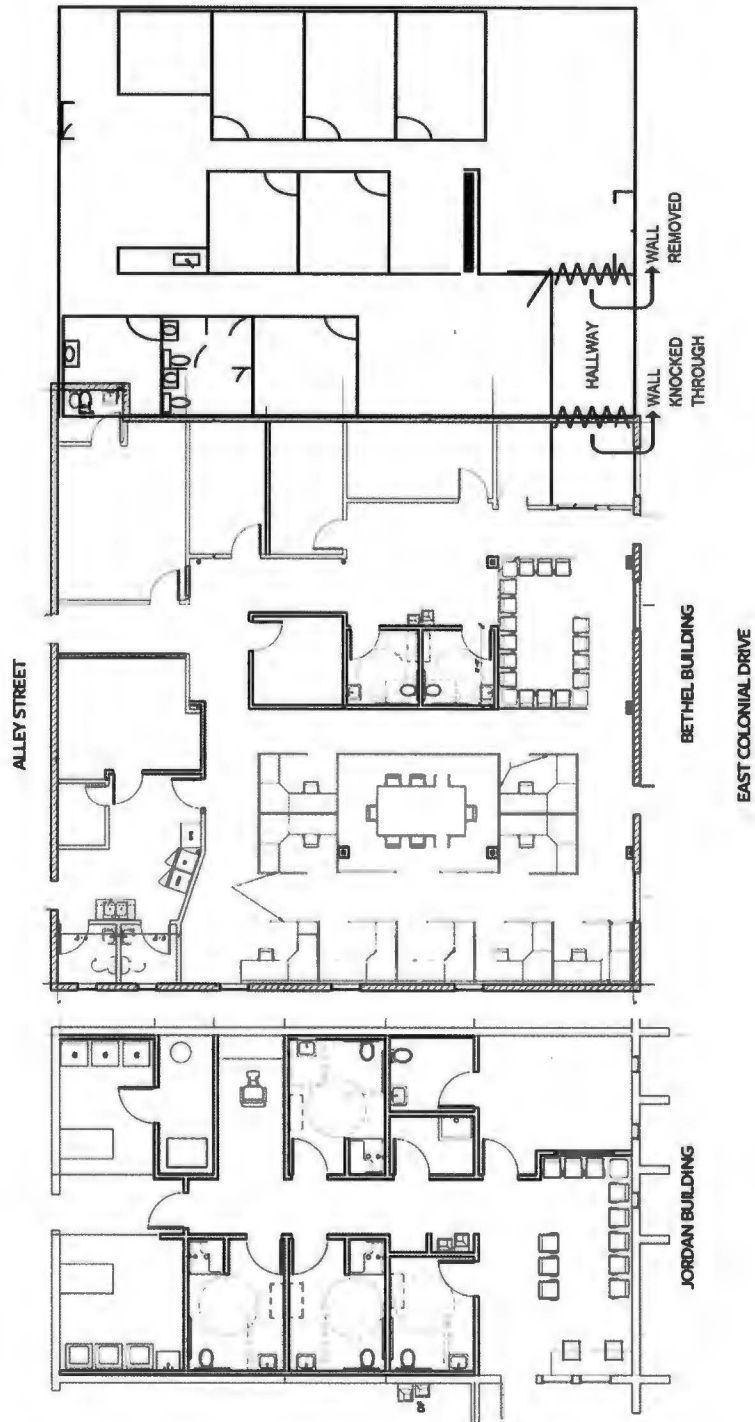 ALLEY STREET
WALL
REMOVED
HALLWAY
WALL
KNOCKED
THROUGH
BETHEL BUILDING
EAST COLONIAL DRIVE
JORDAN BUILDING